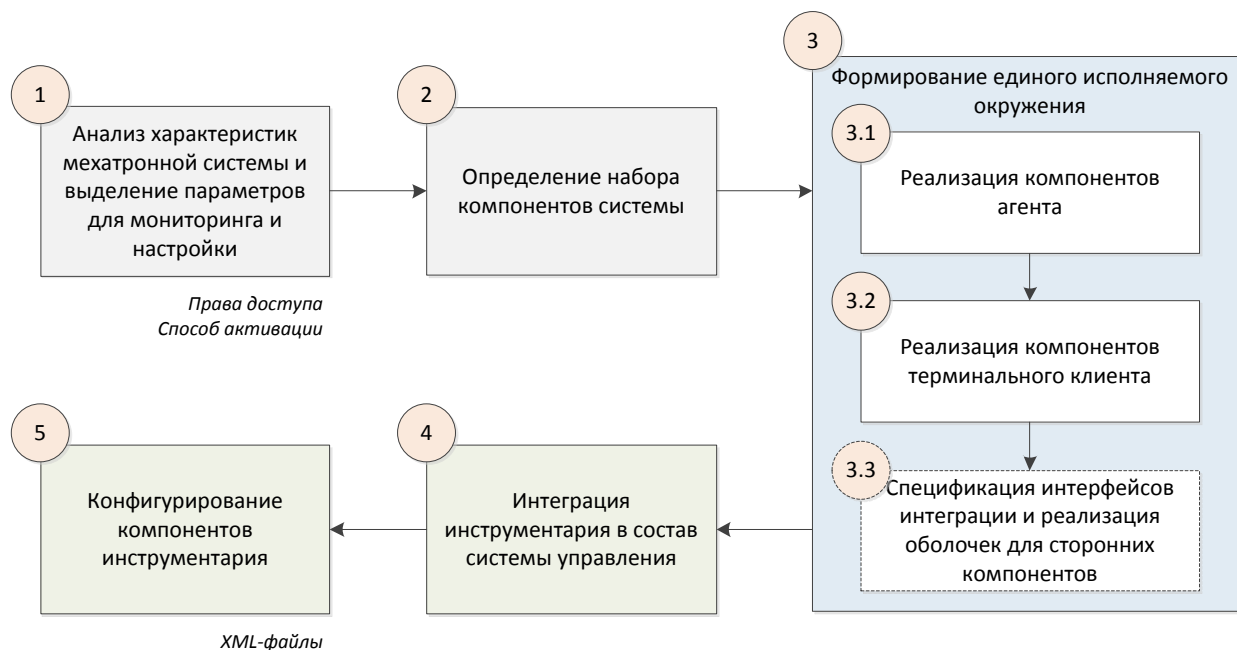 1
Анализ характеристик
мехатронной системы и
выделение параметров
для мониторинга и
настройки
Права доступа
Способ активации
2
Определение набора
компонентов системы
3
Формирование единого исполняемого
окружения
3.1
Реализация компонентов
агента
3.2
Реализация компонентов
терминального клиента
3.3
Спецификация интерфейсов
интеграции и реализация
оболочек для сторонних
компонентов
4
Интеграция
инструментария в состав
системы управления
5
Конфигурирование
компонентов
инструментария
XML-файлы